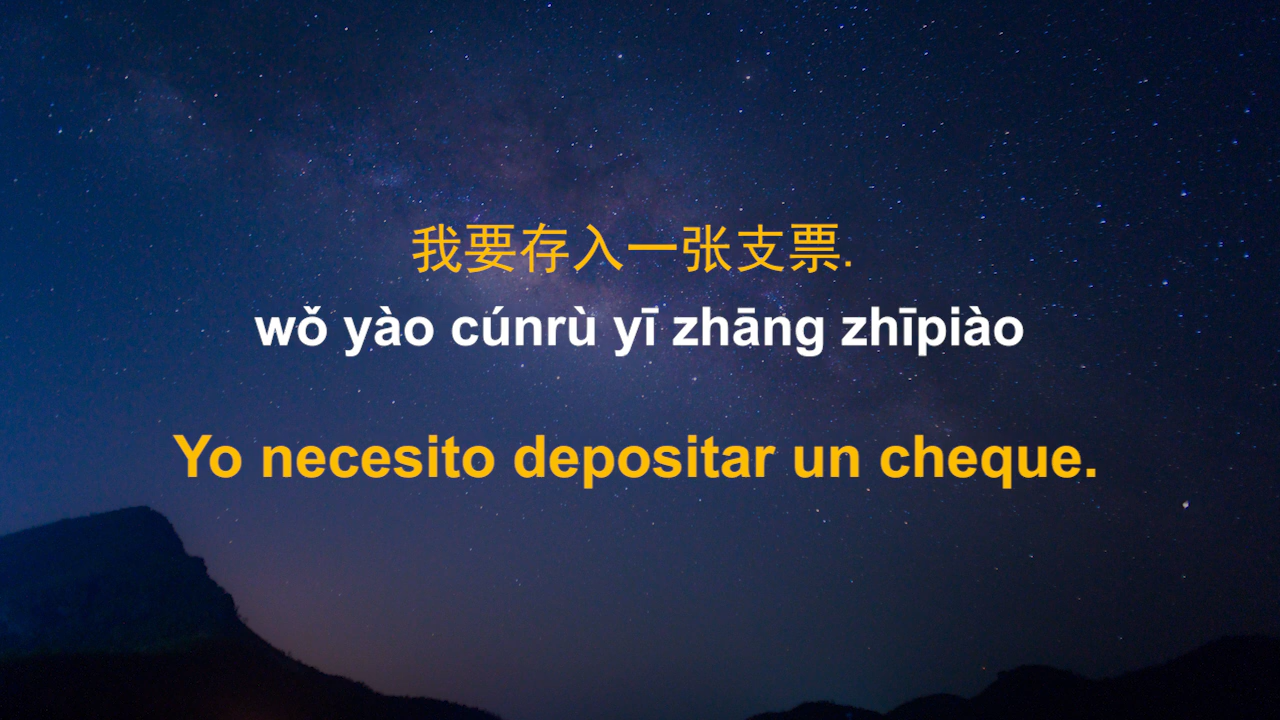 我要存入一张支票.
wǒ yào cúnrù yī zhāng zhīpiào
Yo necesito depositar un cheque.